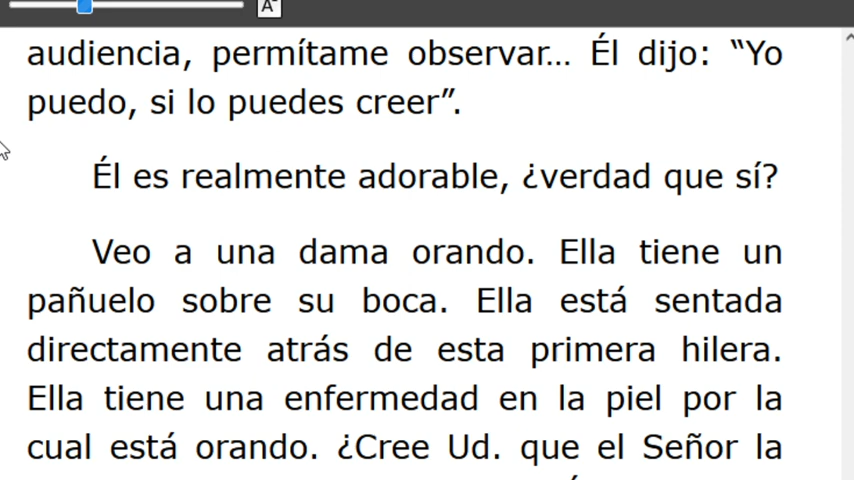 A
audiencia, permítame observar... Él dijo: “Yo
puedo, si lo puedes creer”.
Él es realmente adorable, ¿verdad que sí?
Veo a una dama orando. Ella tiene un
pañuelo sobre su boca. Ella está sentada
directamente atrás de esta primera hilera.
Ella tiene una enfermedad en la piel por la
cual está orando. ¿Cree Ud. que el Señor la